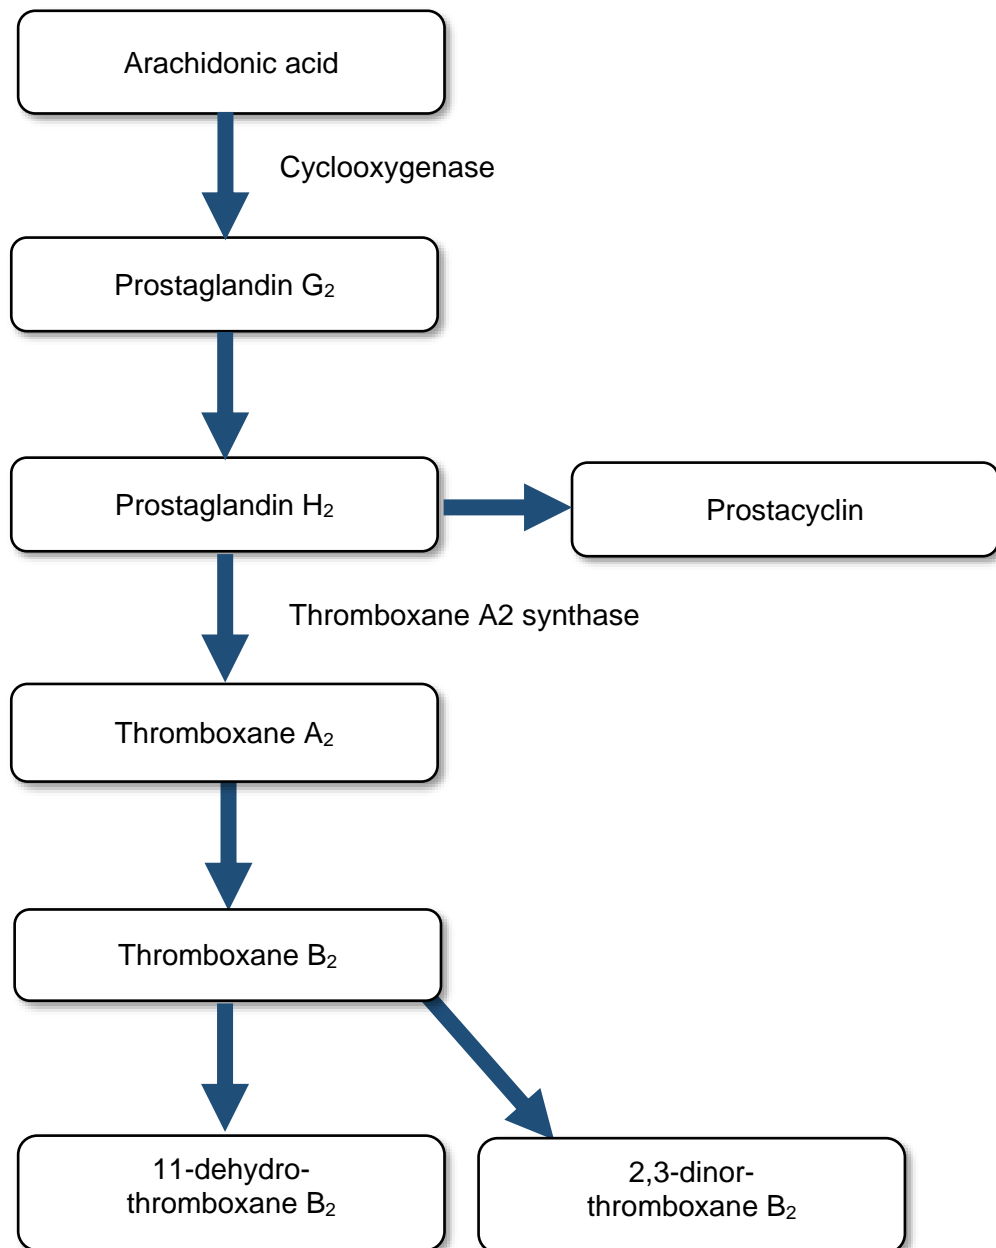 Arachidonic acid
Cyclooxygenase
Prostaglandin G₂
Prostaglandin H₂
Prostacyclin
Thromboxane A2 synthase
Thromboxane A₂
Thromboxane B₂
11-dehydro-
thromboxane B₂
2,3-dinor-
thromboxane B₂